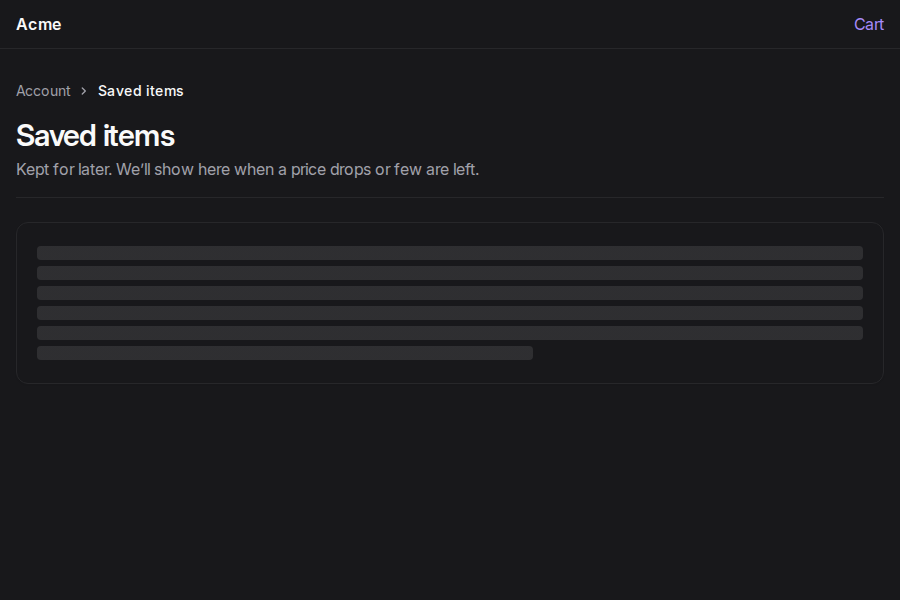 Acme
Cart
Account > Saved items
Saved items
Kept for later. We’ll show here when a price drops or few are left.